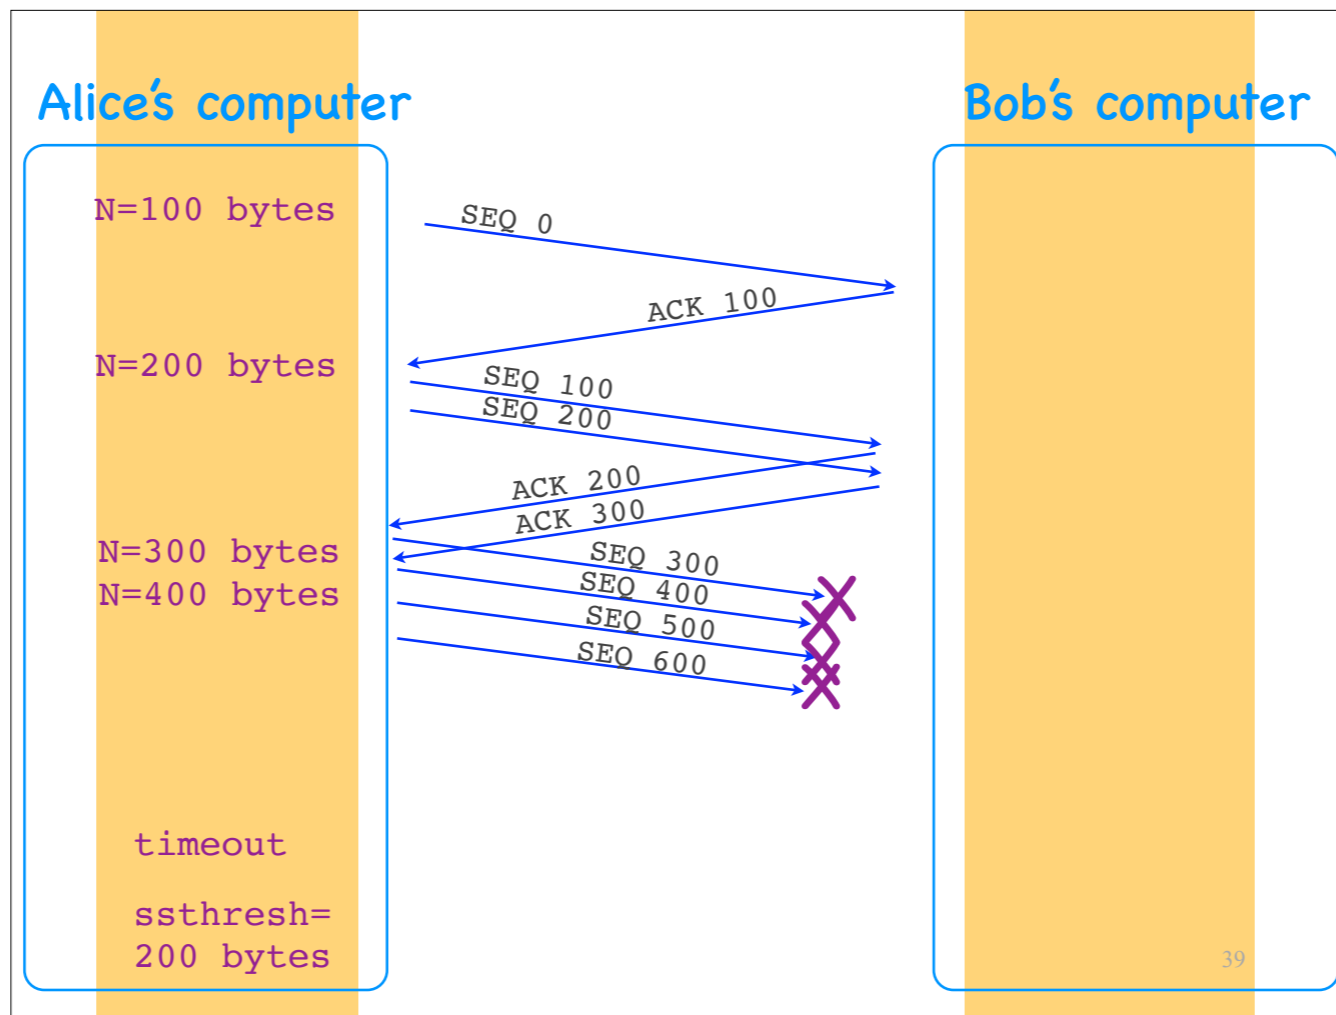 Alice's computer
Bob's computer
N=100 bytes
SEQ 0
ACK 100
N=200 bytes
SEQ 100
SEQ 200
ACK 200
ACK 300
N=300 bytes
SEQ 300
N=400 bytes
SEQ 400
SEQ 500
SEQ 600
timeout
ssthresh=
200 bytes
39